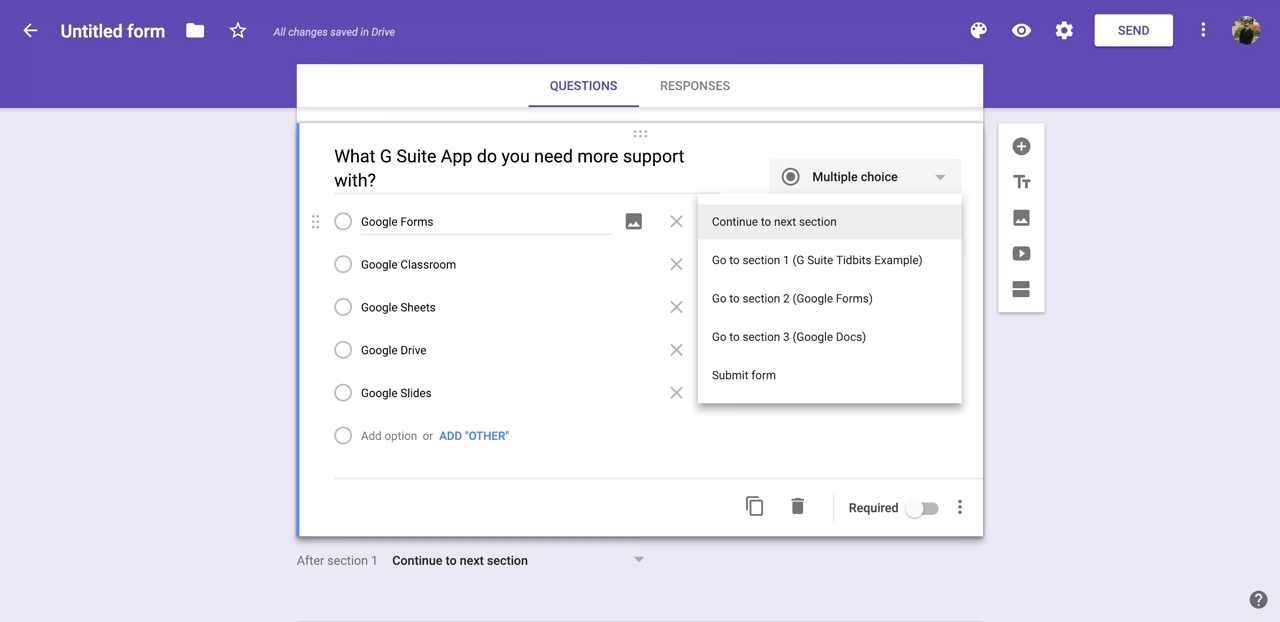 Untitled form
All changes saved in Drive
SEND
QUESTIONS
RESPONSES
What G Suite App do you need more support
with?
Multiple choice
Google Forms
Google Classroom
Google Sheets
Google Drive
Google Slides
Add option or ADD "OTHER"
Continue to next section
Go to section 1 (G Suite Tidbits Example)
Go to section 2 (Google Forms)
Go to section 3 (Google Docs)
Submit form
Required
After section 1 Continue to next section